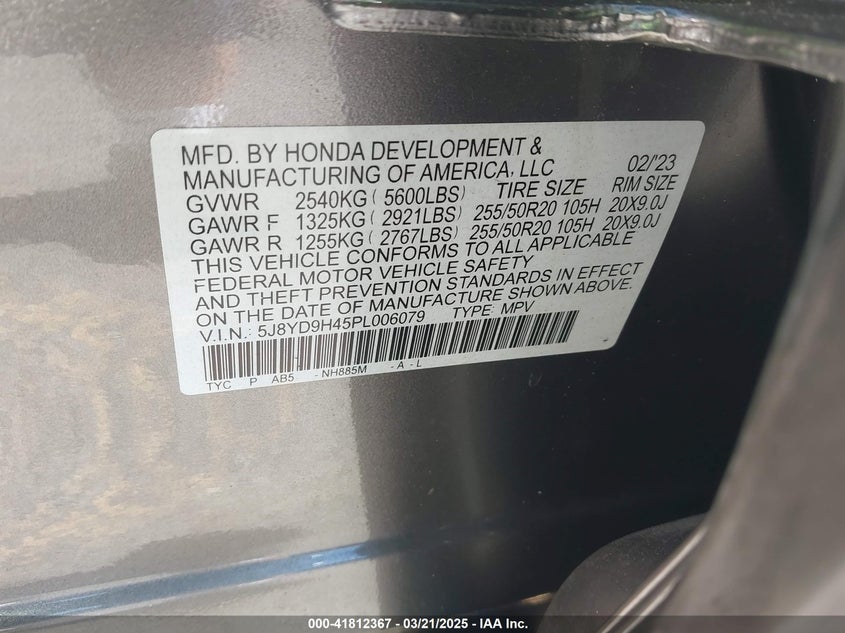 MFD. BY HONDA DEVELOPMENT &
MANUFACTURING OF AMERICA, LLC 02/'23
GVWR 2540KG ( 5600LBS) TIRE SIZE RIM SIZE
GAWR F 1325KG ( 2921LBS) 255/50R20 105H 20X9.0J
GAWR R 1255KG ( 2767LBS) 255/50R20 105H 20X9.0J
THIS VEHICLE CONFORMS TO ALL APPLICABLE
FEDERAL MOTOR VEHICLE SAFETY
AND THEFT PREVENTION STANDARDS IN EFFECT
ON THE DATE OF MANUFACTURE SHOWN ABOVE.
V.I.N.: 5J8YD9H45PL006079 TYPE: MPV
TYC P AB5 -NH885M -A-L
000-41812367 - 03/21/2025 - IAA Inc.